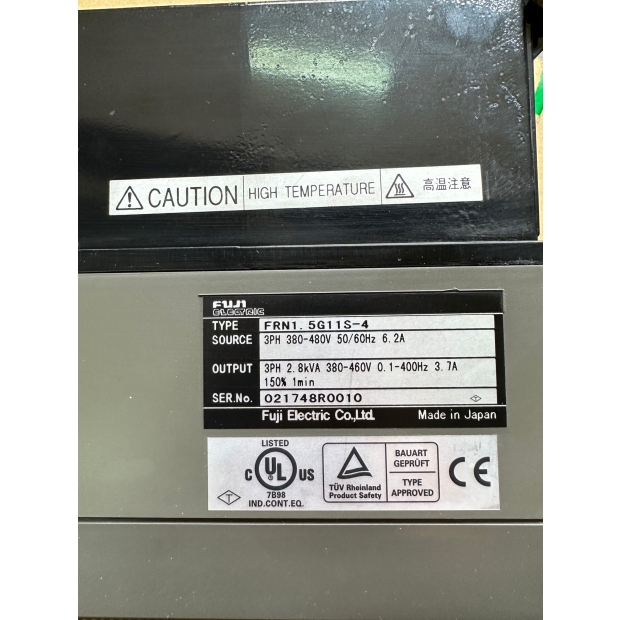 CAUTION HIGH TEMPERATURE 高温注意
FUJI
ELECTRIC
TYPE FRN1.5G11S-4
SOURCE 3PH 380-480V 50/60Hz 6.2A
OUTPUT 3PH 2.8kVA 380-460V 0.1-400Hz 3.7A
150% 1min
SER.No. 021748R0010
Fuji Electric Co.,Ltd. Made in Japan
LISTED
C UL US
7B98
IND.CONT.EQ.
T
TÜV Rheinland
Product Safety
BAUART
GEPRÜFT
TYPE
APPROVED
CE